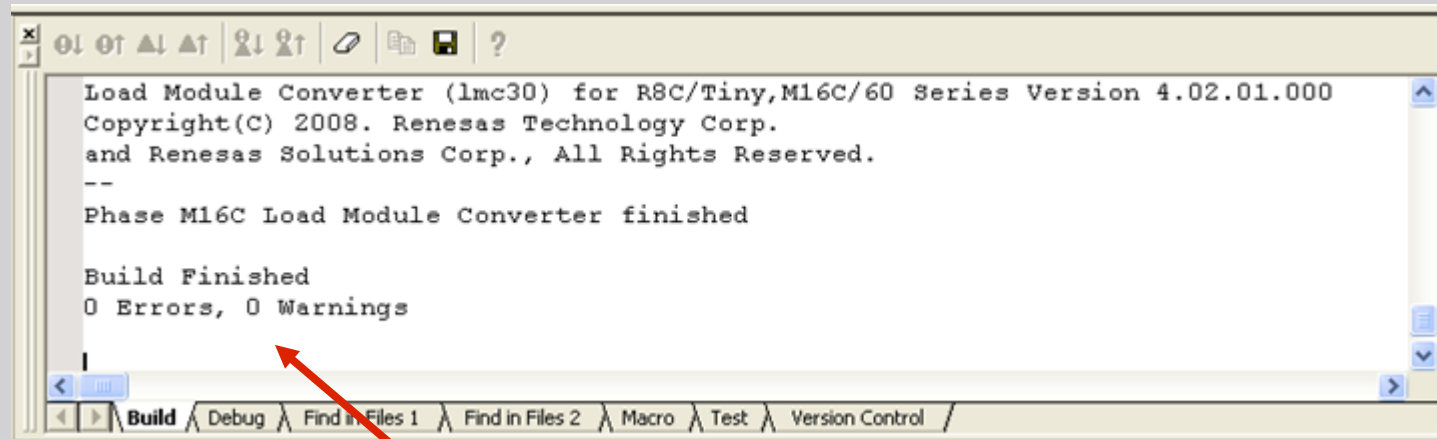 Load Module Converter (lmc30) for R8C/Tiny,M16C/60 Series Version 4.02.01.000
Copyright(C) 2008. Renesas Technology Corp.
and Renesas Solutions Corp., All Rights Reserved.
--
Phase M16C Load Module Converter finished
Build Finished
0 Errors, 0 Warnings
Build Debug Find in Files 1 Find in Files 2 Macro Test Version Control